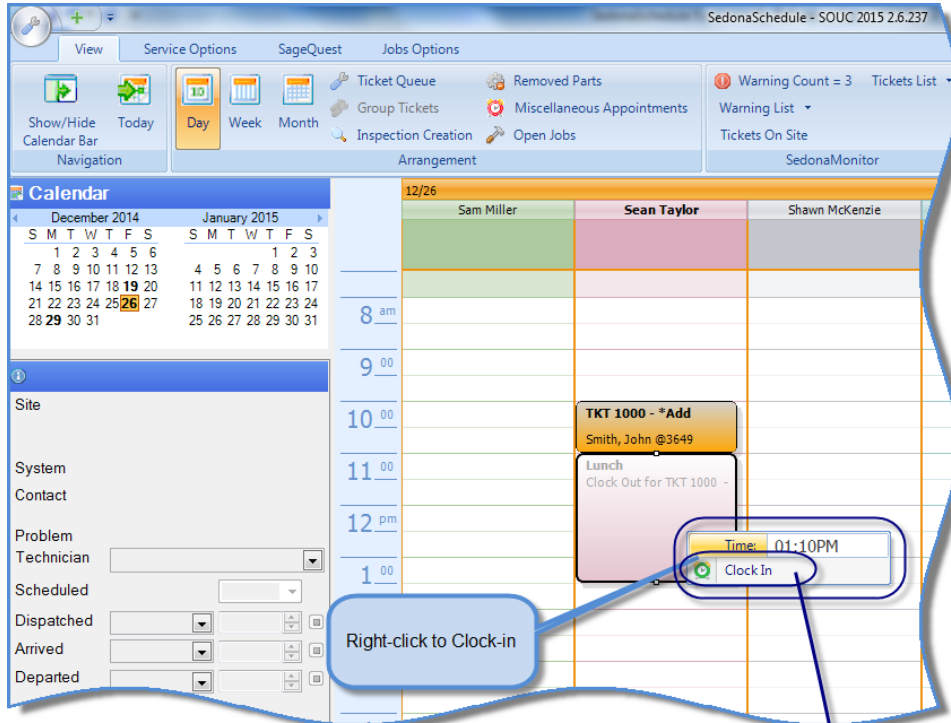 SedonaSchedule - SOUC 2015 2.6.237
View Service Options SageQuest Jobs Options
Show/Hide Calendar Bar
Today
Navigation
10
Day
Week
Month
Ticket Queue
Group Tickets
Inspection Creation
Removed Parts
Miscellaneous Appointments
Open Jobs
Arrangement
Warning Count = 3 Tickets List
Warning List
Tickets On Site
SedonaMonitor
Calendar
December 2014
S M T W T F S
1 2 3 4 5 6
7 8 9 10 11 12 13
14 15 16 17 18 19 20
21 22 23 24 25 26 27
28 29 30 31
January 2015
S M T W T F S
1 2 3
4 5 6 7 8 9 10
11 12 13 14 15 16 17
18 19 20 21 22 23 24
25 26 27 28 29 30 31
Site
System
Contact
Problem
Technician
Scheduled
Dispatched
Arrived
Departed
12/26
Sam Miller Sean Taylor Shawn McKenzie
8 am
9 00
10 00
11 00
12 pm
1 00
TKT 1000 - *Add
Smith, John @3649
Lunch
Clock Out for TKT 1000 -
Time: 01:10PM
Clock In
Right-click to Clock-in